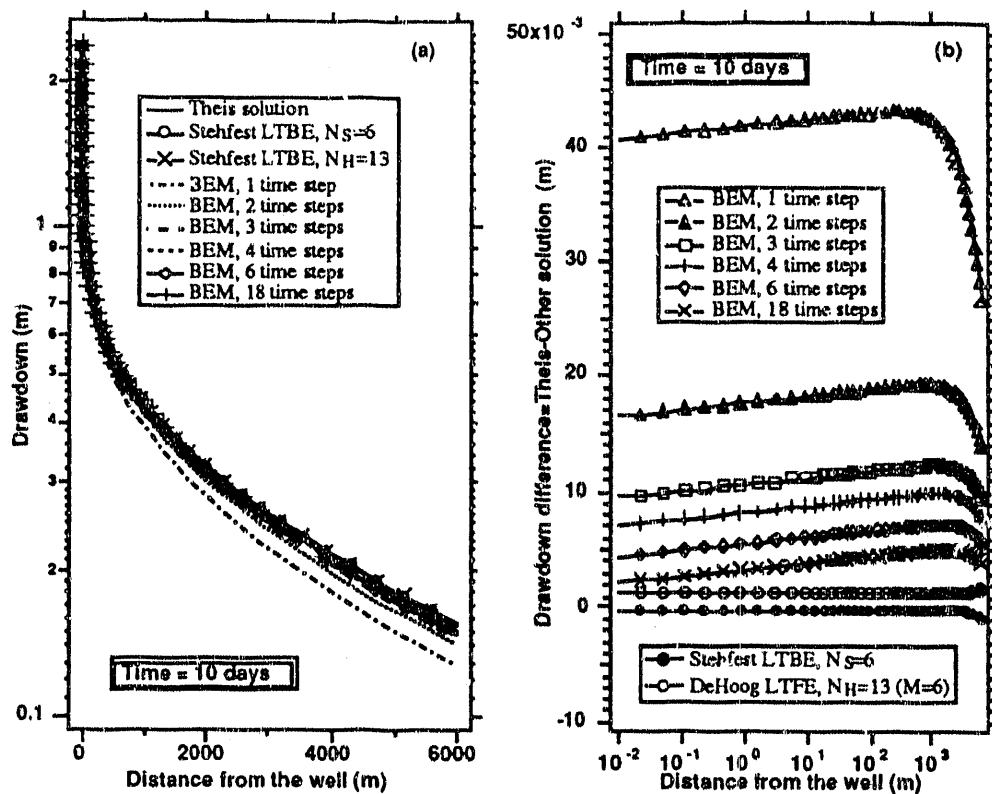 (a)
Theis solution
Stehfest LTBE, NS=6
Stehfest LTBE, NH=13
BEM, 1 time step
BEM, 2 time steps
BEM, 3 time steps
BEM, 4 time steps
BEM, 6 time steps
BEM, 18 time steps
2
1
9
8
7
6
5
4
3
2
0.1
Drawdown (m)
Time = 10 days
0
2000
4000
6000
Distance from the well (m)
50x10-3
(b)
Time = 10 days
BEM, 1 time step
BEM, 2 time steps
BEM, 3 time steps
BEM, 4 time steps
BEM, 6 time steps
BEM, 18 time steps
40
30
20
10
0
-10
Drawdown difference=Theis-Other solution (m)
Stehfest LTBE, NS=6
DeHoog LTFE, NH=13 (M=6)
10-2
10-1
100
101
102
103
Distance from the well (m)